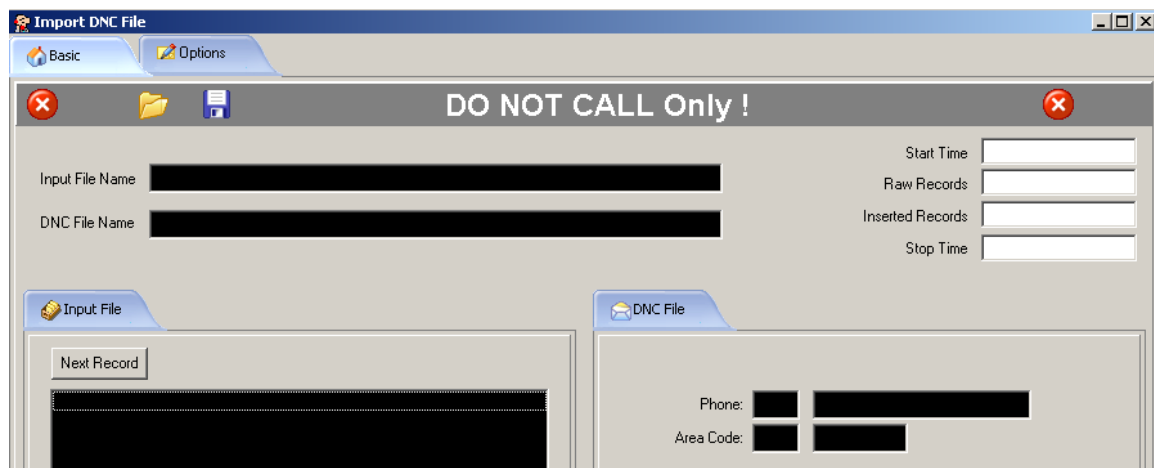 Import DNC File
Basic Options
DO NOT CALL Only !
Start Time
Input File Name
Raw Records
DNC File Name
Inserted Records
Stop Time
Input File
DNC File
Next Record
Phone:
Area Code: